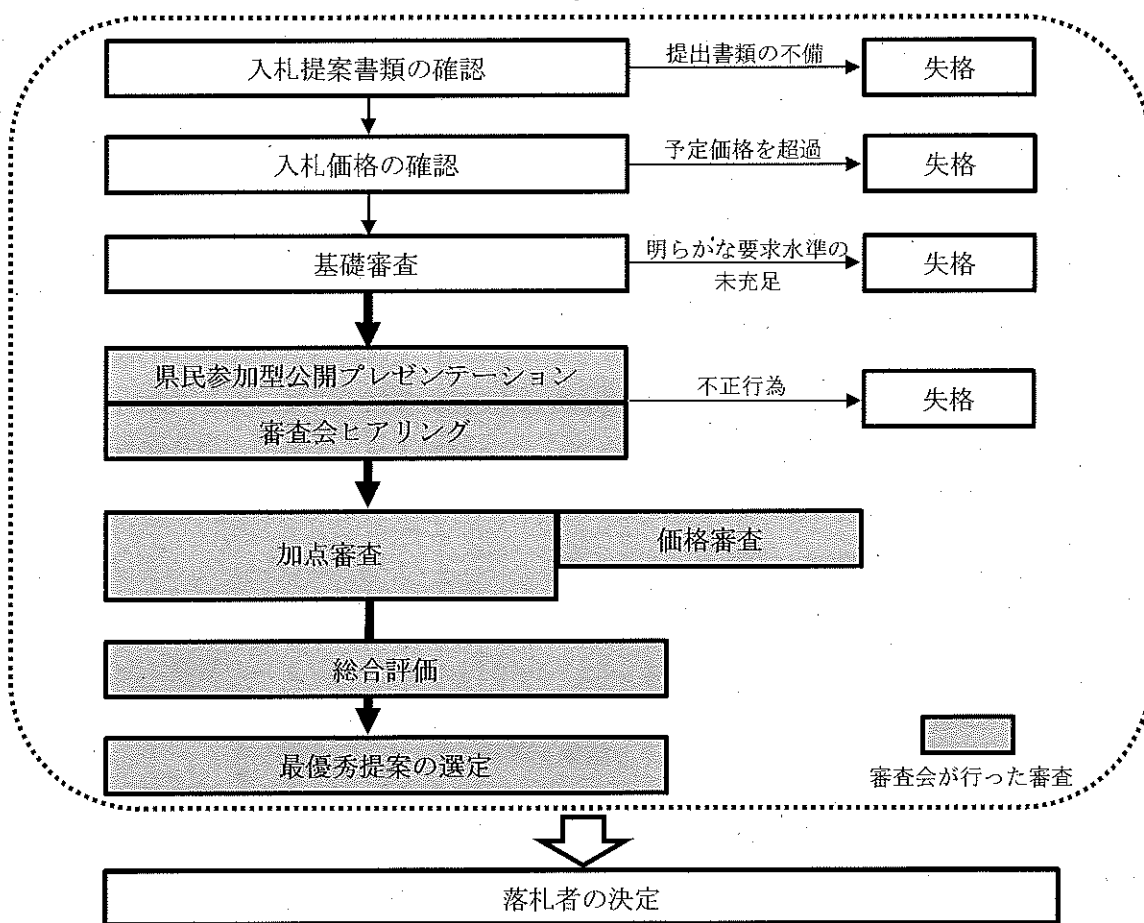 入札提案書類の確認
提出書類の不備
失格
入札価格の確認
予定価格を超過
失格
基礎審査
明らかな要求水準の
未充足
失格
県民参加型公開プレゼンテーション
不正行為
失格
審査会ヒアリング
加点審査
価格審査
総合評価
最優秀提案の選定
審査会が行った審査
落札者の決定